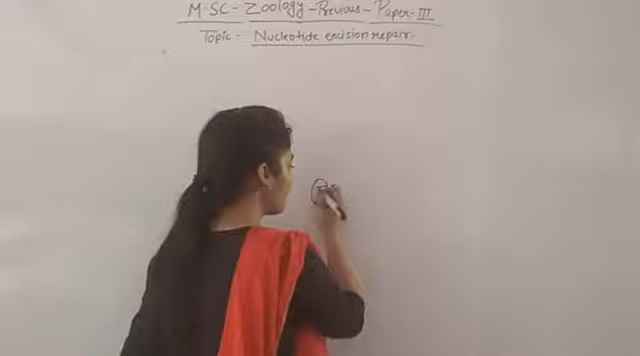 M.SC - Zoology - Previous - Paper - III
Topic - Nucleotide excision repair